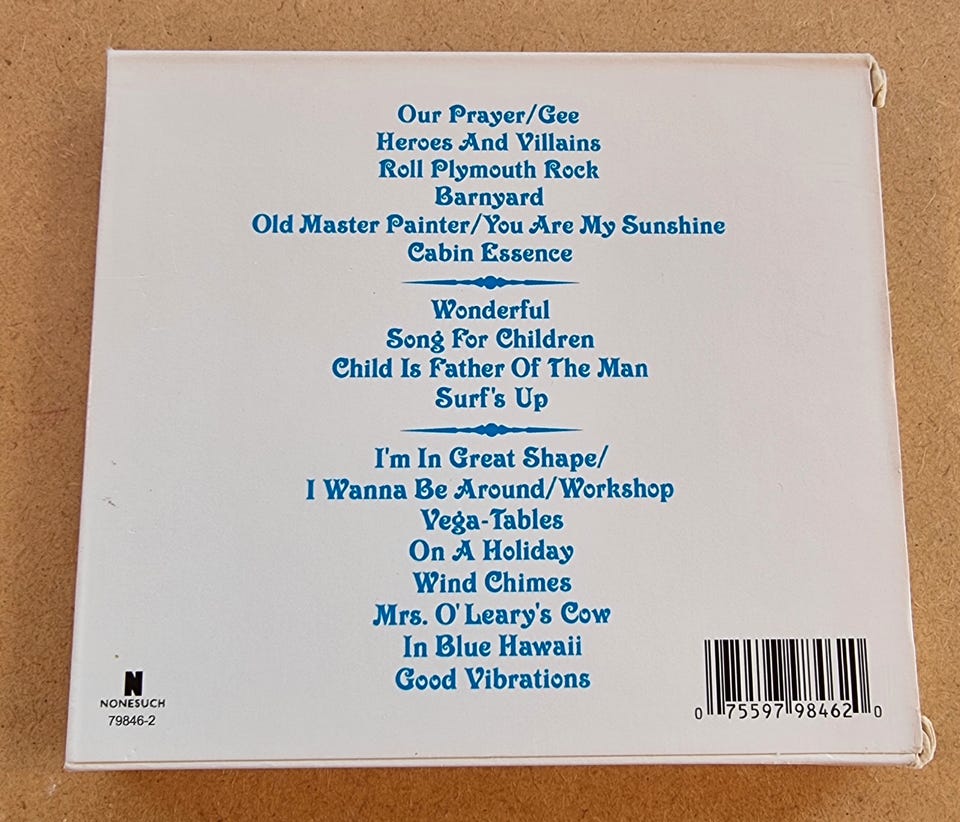 Our Prayer/Gee
Heroes And Villains
Roll Plymouth Rock
Barnyard
Old Master Painter/You Are My Sunshine
Cabin Essence
Wonderful
Song For Children
Child Is Father Of The Man
Surf's Up
I'm In Great Shape/
I Wanna Be Around/Workshop
Vega-Tables
On A Holiday
Wind Chimes
Mrs. O'Leary's Cow
In Blue Hawaii
Good Vibrations
N
NONESUCH
79846-2
0 75597 98462 0